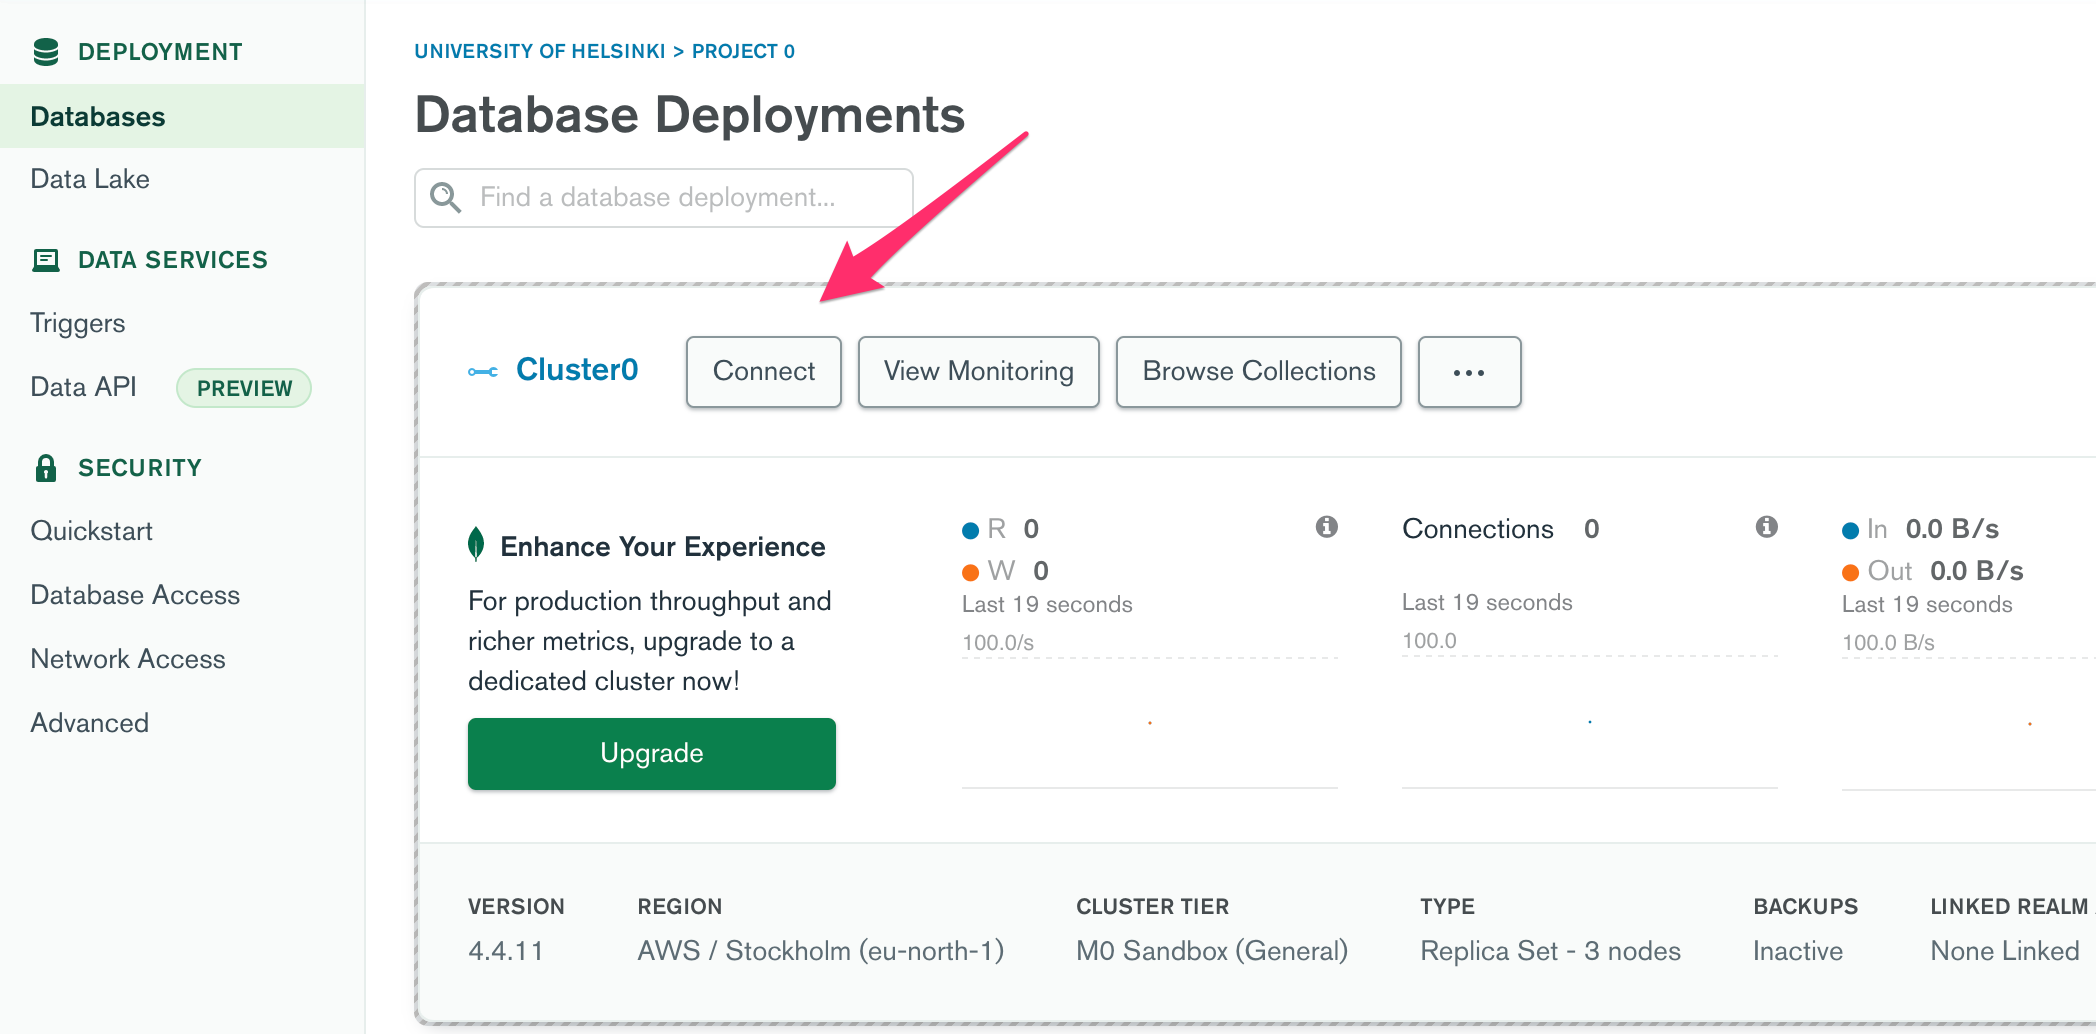 DEPLOYMENT
Databases
Data Lake
DATA SERVICES
Triggers
Data API PREVIEW
SECURITY
Quickstart
Database Access
Network Access
Advanced
UNIVERSITY OF HELSINKI > PROJECT 0
Database Deployments
Find a database deployment...
Cluster0 Connect View Monitoring Browse Collections ...
Enhance Your Experience
For production throughput and
richer metrics, upgrade to a
dedicated cluster now!
Upgrade
R 0
W 0
Last 19 seconds
100.0/s
Connections 0
Last 19 seconds
100.0
In 0.0 B/s
Out 0.0 B/s
Last 19 seconds
100.0 B/s
VERSION REGION CLUSTER TIER TYPE BACKUPS LINKED REALM
4.4.11 AWS / Stockholm (eu-north-1) M0 Sandbox (General) Replica Set - 3 nodes Inactive None Linked